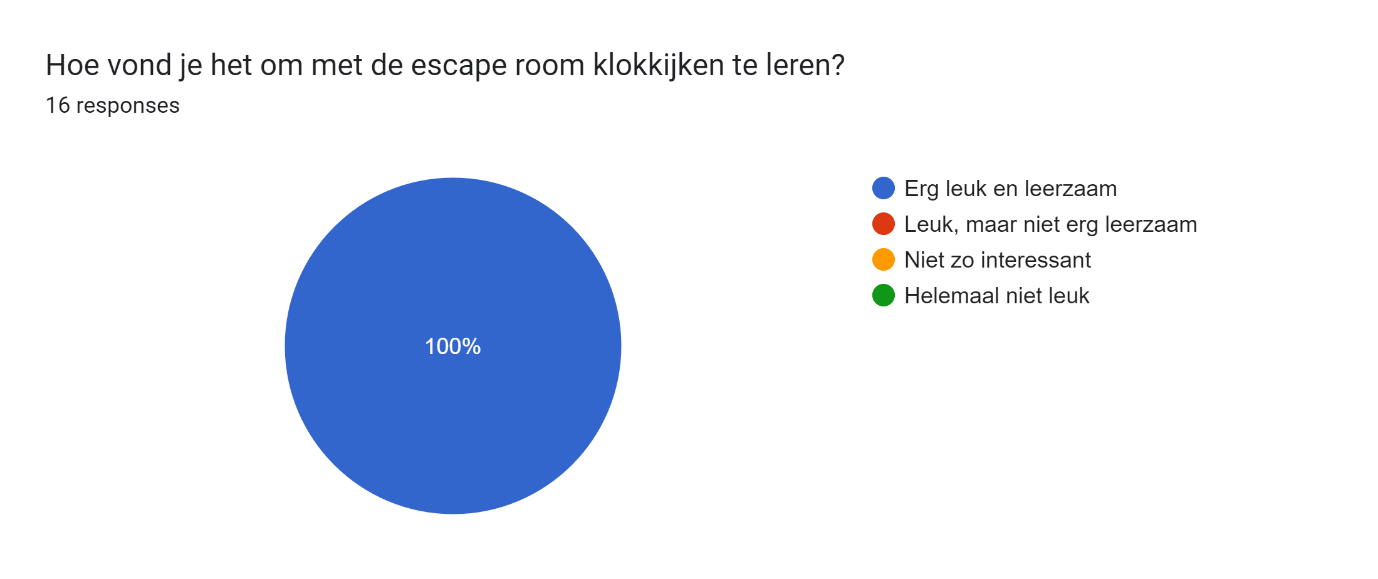 Hoe vond je het om met de escape room klokkijken te leren?
16 responses
Erg leuk en leerzaam
Leuk, maar niet erg leerzaam
Niet zo interessant
Helemaal niet leuk
100%